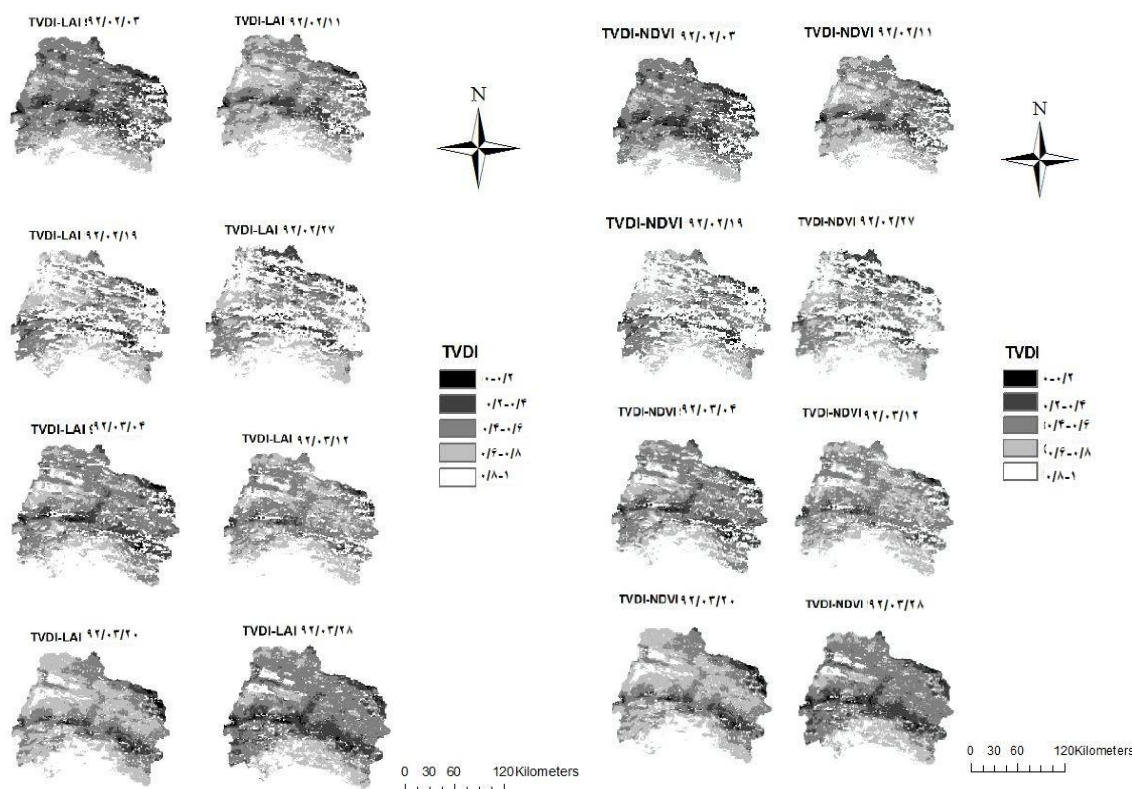 TVDI-LAI ۹۲/۰۲/۰۳
TVDI-LAI ۹۲/۰۲/۱۱
N
TVDI-LAI ۹۲/۰۲/۱۹
TVDI-LAI ۹۲/۰۲/۲۷
TVDI
۰-۰/۲
۰/۲-۰/۴
۰/۴-۰/۶
۰/۶-۰/۸
۰/۸-۱
TVDI-LAI ۹۲/۰۳/۰۴
TVDI-LAI ۹۲/۰۳/۱۲
TVDI-LAI ۹۲/۰۳/۲۰
TVDI-LAI ۹۲/۰۳/۲۸
0 30 60 120Kilometers
TVDI-NDVI ۹۲/۰۲/۰۳
TVDI-NDVI ۹۲/۰۲/۱۱
N
TVDI-NDVI ۹۲/۰۲/۱۹
TVDI-NDVI ۹۲/۰۲/۲۷
TVDI
۰-۰/۲
۰/۲-۰/۴
۰/۴-۰/۶
۰/۶-۰/۸
۰/۸-۱
TVDI-NDVI ۹۲/۰۳/۰۴
TVDI-NDVI ۹۲/۰۳/۱۲
TVDI-NDVI ۹۲/۰۳/۲۰
TVDI-NDVI ۹۲/۰۳/۲۸
0 30 60 120Kilometers